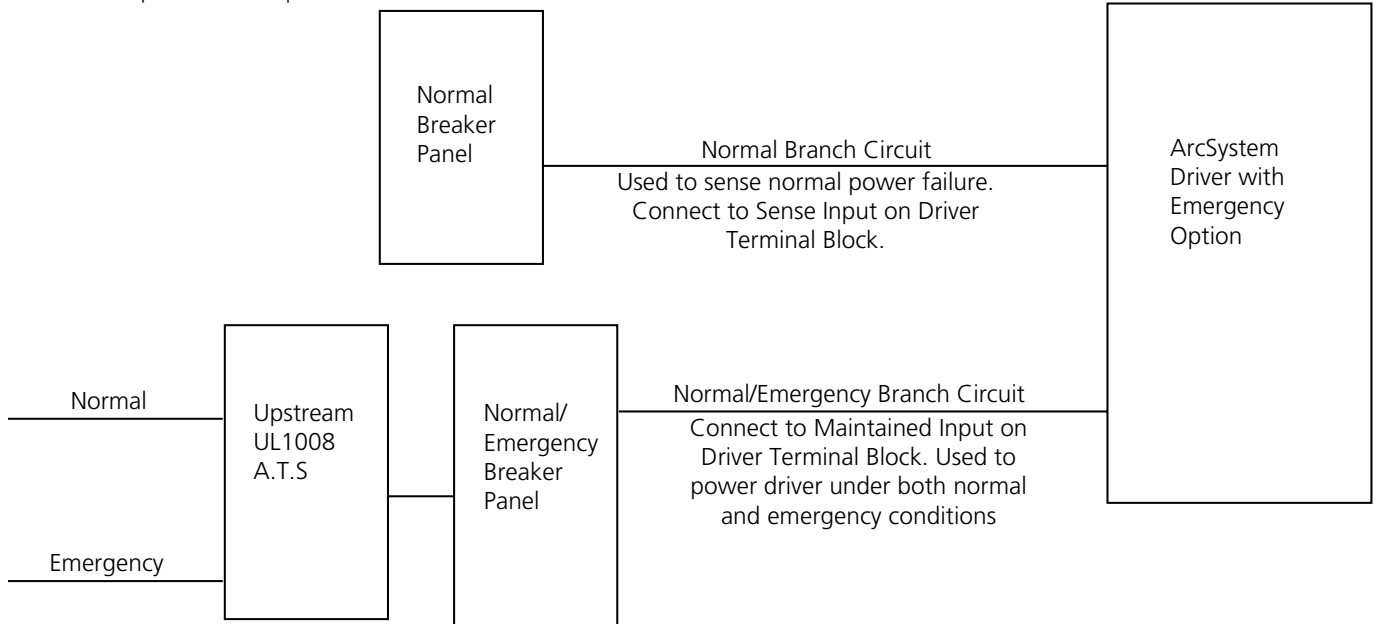 Normal
Breaker
Panel
Normal Branch Circuit
Used to sense normal power failure.
Connect to Sense Input on Driver
Terminal Block.
ArcSystem
Driver with
Emergency
Option
Normal
Emergency
Upstream
UL1008
A.T.S
Normal/
Emergency
Breaker
Panel
Normal/Emergency Branch Circuit
Connect to Maintained Input on
Driver Terminal Block. Used to
power driver under both normal
and emergency conditions